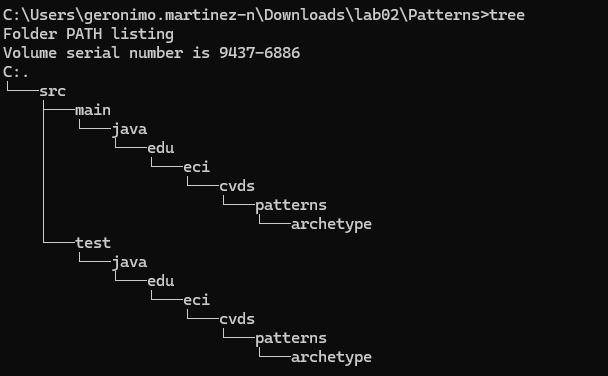 C:\Users\geronimo.martinez-n\Downloads\lab02\Patterns>tree
Folder PATH listing
Volume serial number is 9437-6886
C:.
└───src
    ├───main
    │   └───java
    │       └───edu
    │           └───eci
    │               └───cvds
    │                   └───patterns
    │                       └───archetype
    └───test
        └───java
            └───edu
                └───eci
                    └───cvds
                        └───patterns
                            └───archetype